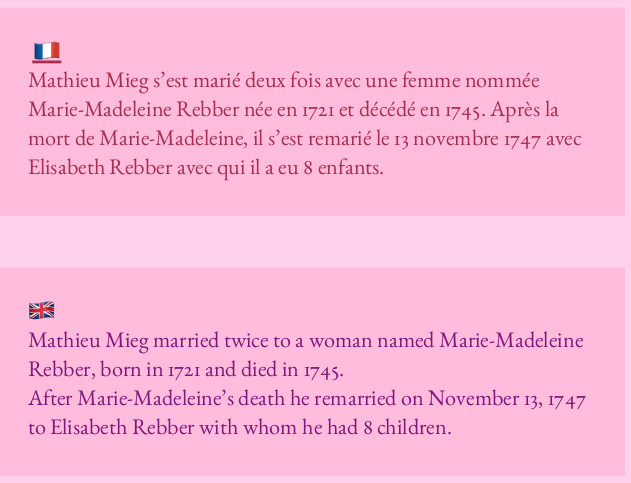 Mathieu Mieg s'est marié deux fois avec une femme nommée
Marie-Madeleine Rebber née en 1721 et décédé en 1745. Après la
mort de Marie-Madeleine, il s'est remarié le 13 novembre 1747 avec
Elisabeth Rebber avec qui il a eu 8 enfants.
Mathieu Mieg married twice to a woman named Marie-Madeleine
Rebber, born in 1721 and died in 1745.
After Marie-Madeleine's death he remarried on November 13, 1747
to Elisabeth Rebber with whom he had 8 children.